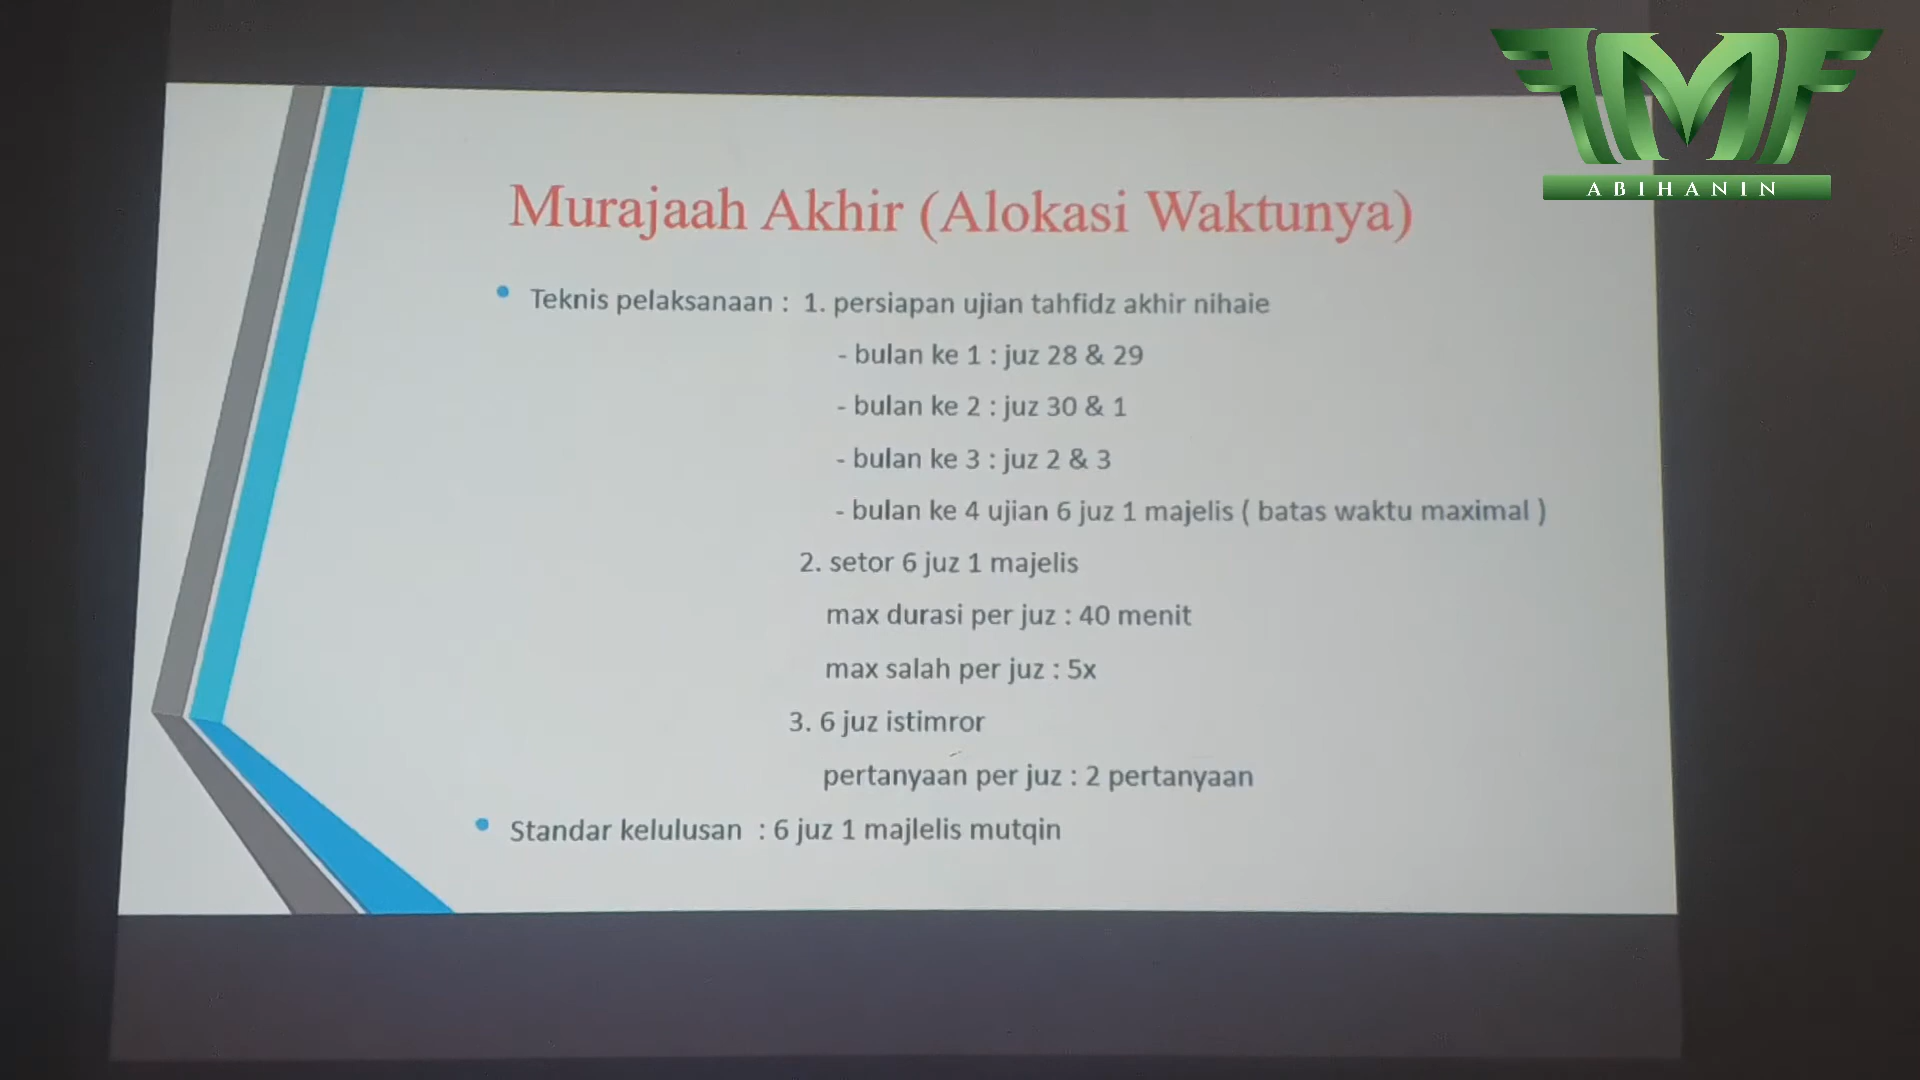 ABIHANIN
Murajaah Akhir (Alokasi Waktunya)
• Teknis pelaksanaan : 1. persiapan ujian tahfidz akhir nihaie
- bulan ke 1 : juz 28 & 29
- bulan ke 2 : juz 30 & 1
- bulan ke 3 : juz 2 & 3
- bulan ke 4 ujian 6 juz 1 majelis ( batas waktu maximal )
2. setor 6 juz 1 majelis
max durasi per juz : 40 menit
max salah per juz : 5x
3. 6 juz istimror
pertanyaan per juz : 2 pertanyaan
• Standar kelulusan : 6 juz 1 majlelis mutqin